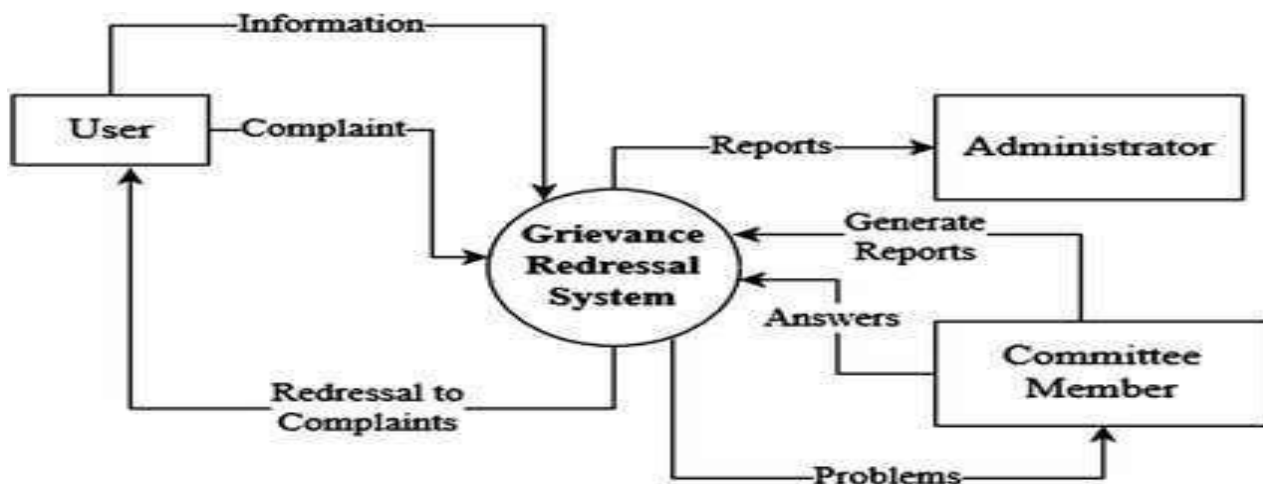 Information
User
Complaint
Reports
Administrator
Grievance
Redressal
System
Generate
Reports
Answers
Committee
Member
Redressal to
Complaints
Problems